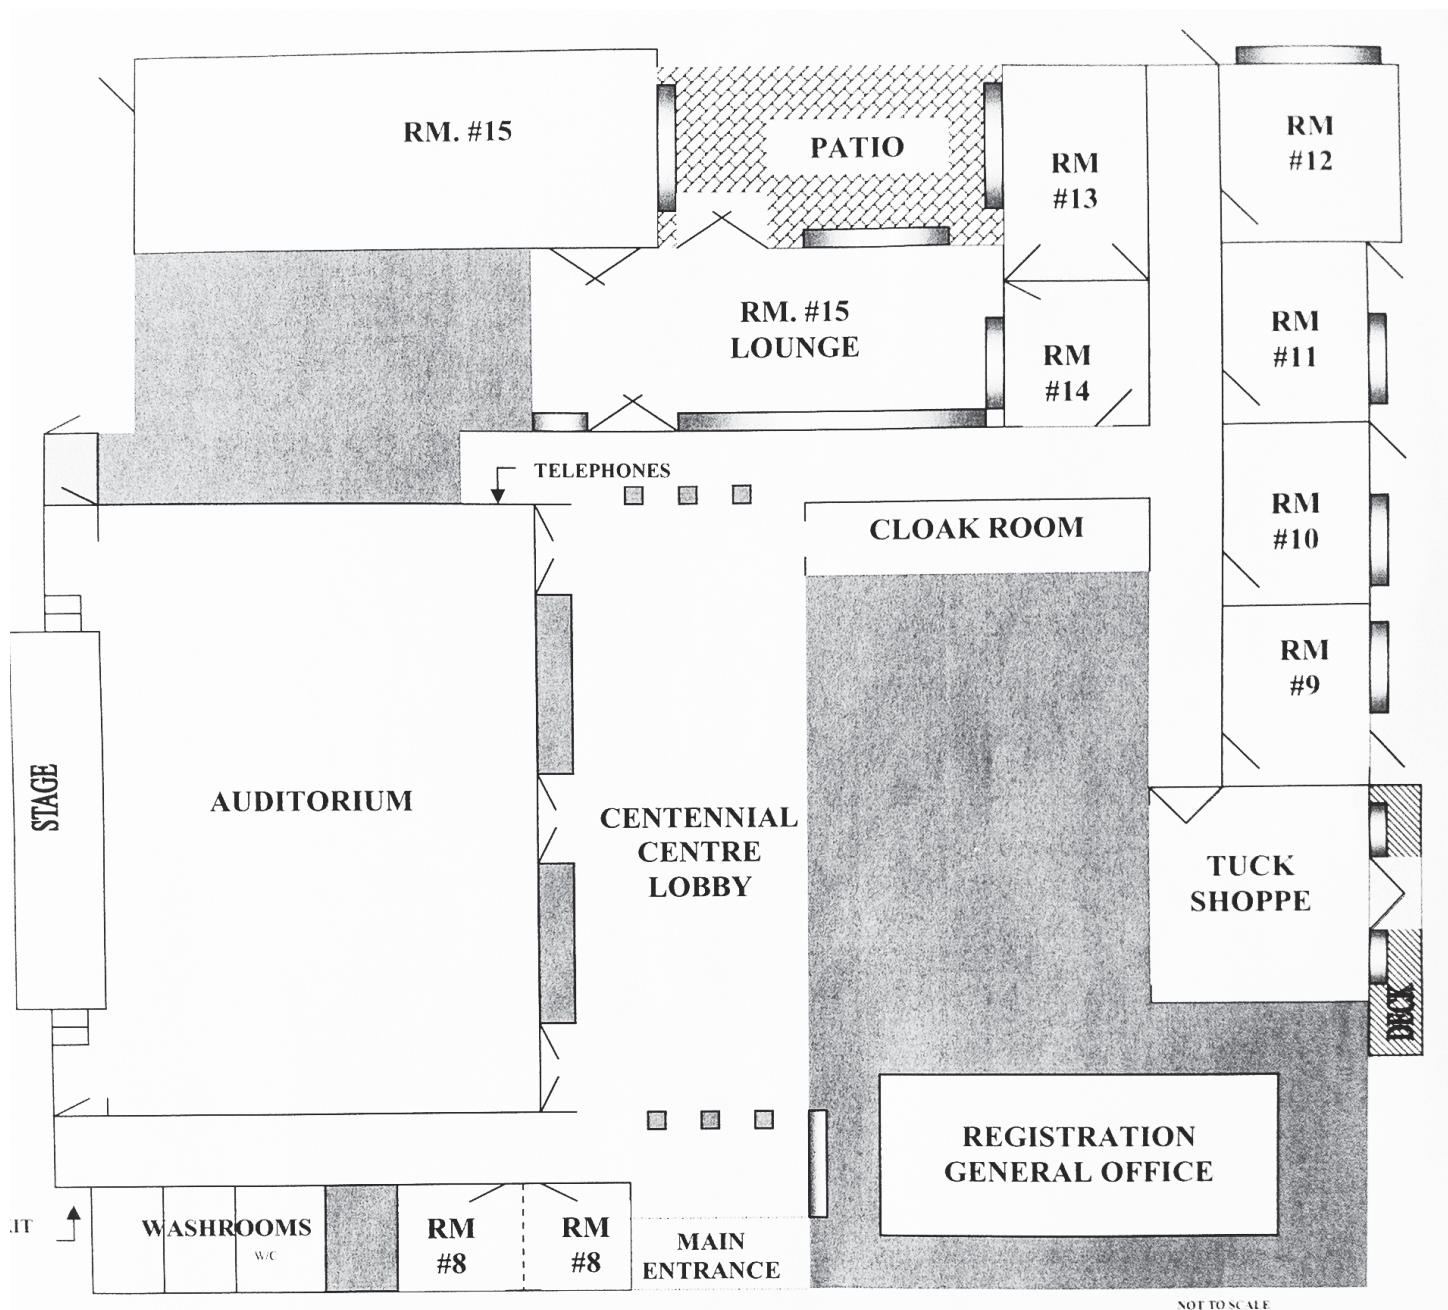 RM. #15
PATIO
RM
#13
RM
#12
RM. #15
LOUNGE
RM
#14
RM
#11
TELEPHONES
CLOAK ROOM
RM
#10
RM
#9
STAGE
AUDITORIUM
CENTENNIAL
CENTRE
LOBBY
TUCK
SHOPPE
DECK
REGISTRATION
GENERAL OFFICE
WASHROOMS
W/C
RM
#8
RM
#8
MAIN
ENTRANCE
NOT TO SCALE